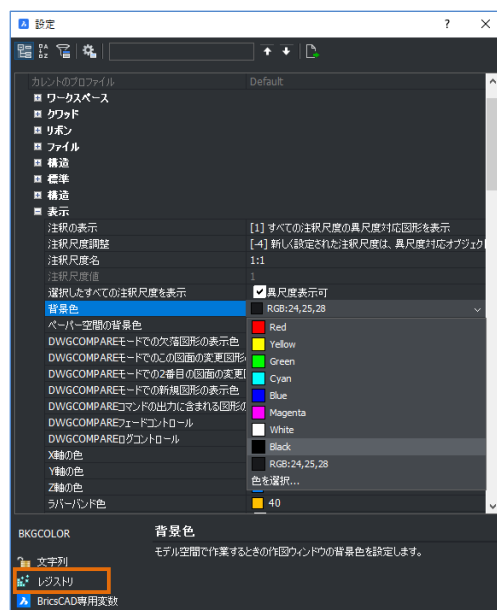 設定
? ×
カレントのプロファイル Default
ワークスペース
クワッド
リボン
ファイル
構造
標準
構造
表示
注釈の表示 [1] すべての注釈尺度の異尺度対応図形を表示
注釈尺度調整 [-4] 新しく設定された注釈尺度は、異尺度対応オブジェクト
注釈尺度名 1:1
注釈尺度値 1
選択したすべての注釈尺度を表示 異尺度表示可
背景色 RGB:24,25,28
ペーパー空間の背景色 Red
DWGCOMPAREモードでの欠落図形の表示色 Yellow
DWGCOMPAREモードでのこの図面の変更図形 Green
DWGCOMPAREモードでの2番目の図面の変更 Cyan
DWGCOMPAREモードでの新規図形の表示色 Blue
DWGCOMPAREコマンドの出力に含まれる図形の Magenta
DWGCOMPAREフェードコントロール White
DWGCOMPAREログコントロール Black
X軸の色 RGB:24,25,28
Y軸の色 色を選択...
Z軸の色
ラバーバンド色 40
BKGCOLOR 背景色
モデル空間で作業するときの作図ウィンドウの背景色を設定します。
文字列
レジストリ
BricsCAD専用変数